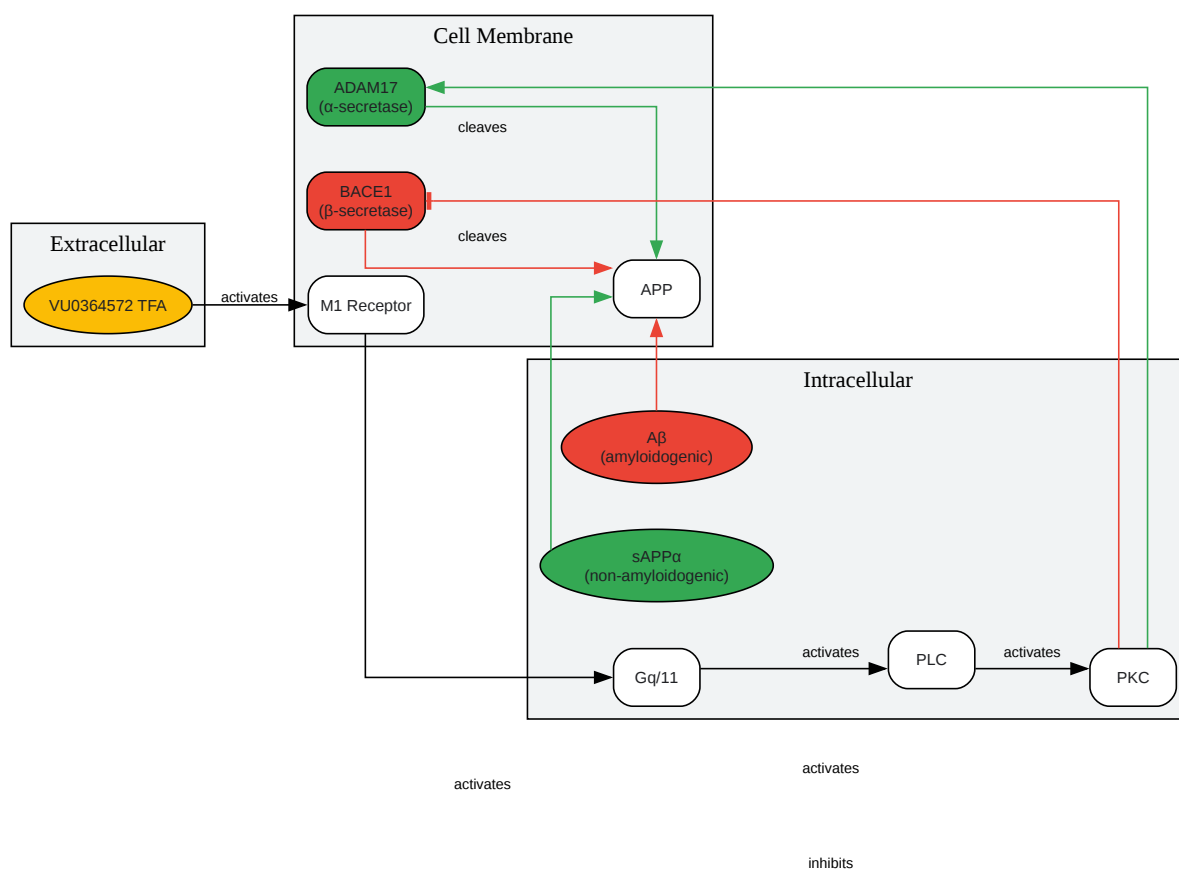 Cell Membrane
ADAM17
(α-secretase)
cleaves
BACE1
(β-secretase)
cleaves
Extracellular
VU0364572 TFA
activates
M1 Receptor
APP
Intracellular
Aβ
(amyloidogenic)
sAPPα
(non-amyloidogenic)
Gq/11
activates
PLC
activates
PKC
activates
activates
inhibits